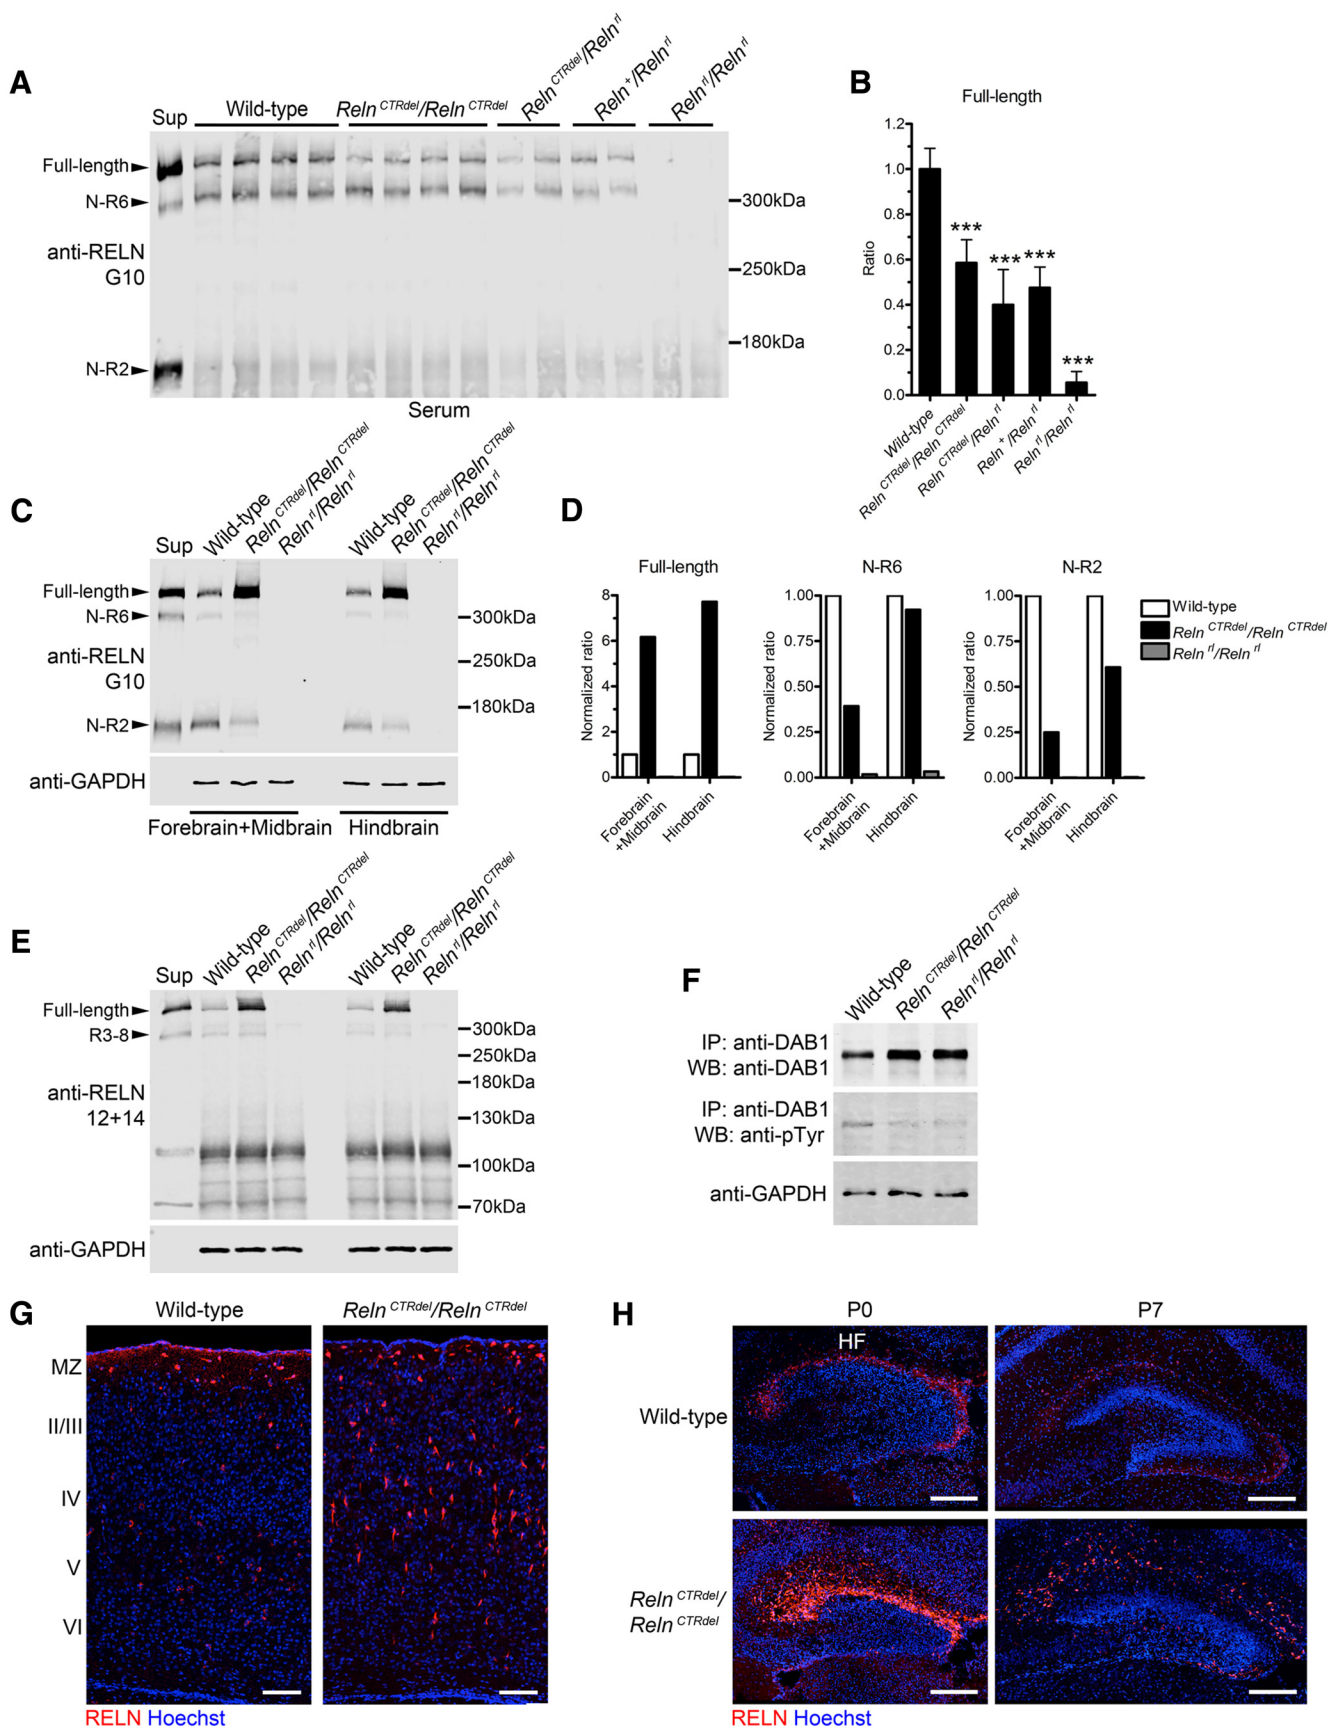 A
Sup
Wild-type
Reln CTRdel/Reln CTRdel
Reln CTRdel/Reln rl
Reln +/Reln rl
Reln rl/Reln rl
Full-length
N-R6
anti-RELN
G10
N-R2
300kDa
250kDa
180kDa
Serum
B
Full-length
Ratio
1.2
1.0
0.8
0.6
0.4
0.2
0.0
***
***
***
***
Wild-type
Reln CTRdel/Reln CTRdel
Reln CTRdel/Reln rl
Reln +/Reln rl
Reln rl/Reln rl
C
Sup
Wild-type
Reln CTRdel/Reln CTRdel
Reln rl/Reln rl
Wild-type
Reln CTRdel/Reln CTRdel
Reln rl/Reln rl
Full-length
N-R6
anti-RELN
G10
N-R2
300kDa
250kDa
180kDa
anti-GAPDH
Forebrain+Midbrain
Hindbrain
D
Full-length
Normalized ratio
8
6
4
2
0
Forebrain
+Midbrain
Hindbrain
N-R6
Normalized ratio
1.00
0.75
0.50
0.25
0.00
Forebrain
+Midbrain
Hindbrain
N-R2
Normalized ratio
1.00
0.75
0.50
0.25
0.00
Forebrain
+Midbrain
Hindbrain
Wild-type
Reln CTRdel/Reln CTRdel
Reln rl/Reln rl
E
Sup
Wild-type
Reln CTRdel/Reln CTRdel
Reln rl/Reln rl
Wild-type
Reln CTRdel/Reln CTRdel
Reln rl/Reln rl
Full-length
R3-8
anti-RELN
12+14
300kDa
250kDa
180kDa
130kDa
100kDa
70kDa
anti-GAPDH
F
Wild-type
Reln CTRdel/Reln CTRdel
Reln rl/Reln rl
IP: anti-DAB1
WB: anti-DAB1
IP: anti-DAB1
WB: anti-pTyr
anti-GAPDH
G
Wild-type
Reln CTRdel/Reln CTRdel
MZ
II/III
IV
V
VI
RELN Hoechst
H
P0
P7
HF
Wild-type
Reln CTRdel/
Reln CTRdel
RELN Hoechst